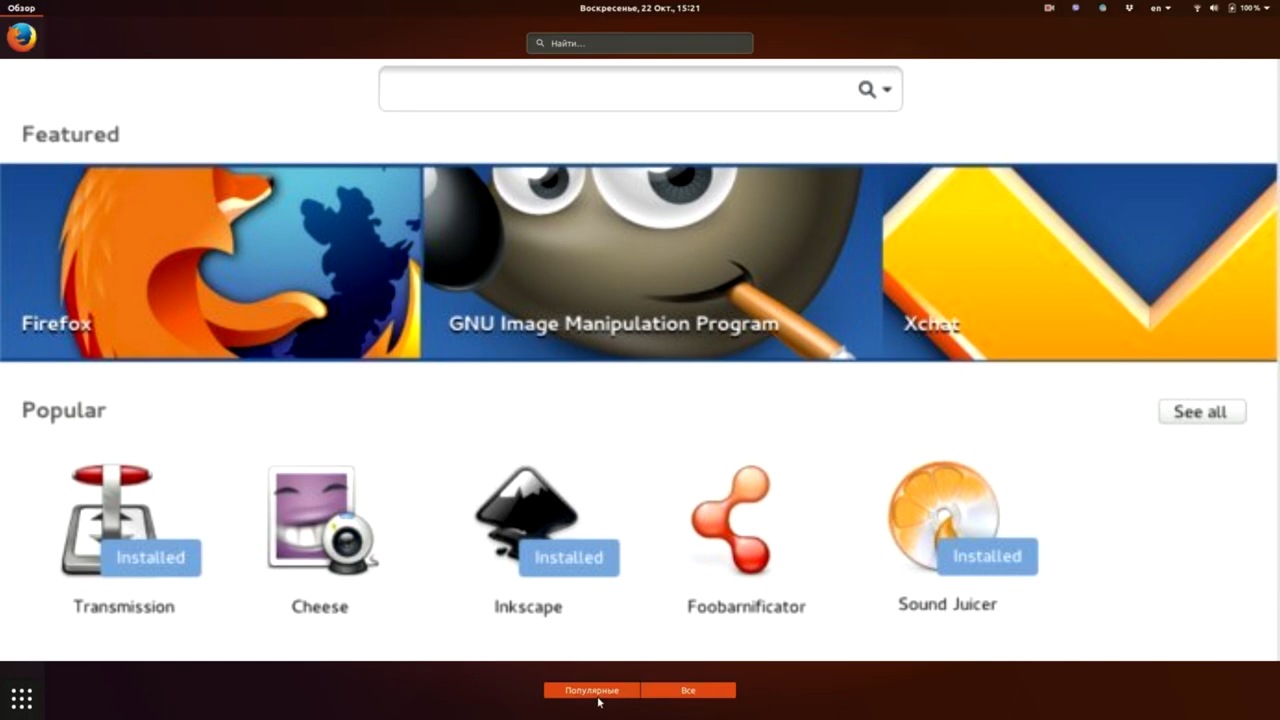 Обзор
Воскресенье, 22 Окт., 15:21
en
100 %
Найти...
Featured
Firefox
GNU Image Manipulation Program
Xchat
Popular
See all
Installed
Installed
Installed
Transmission
Cheese
Inkscape
Foobarnificator
Sound Juicer
Популярные
Все